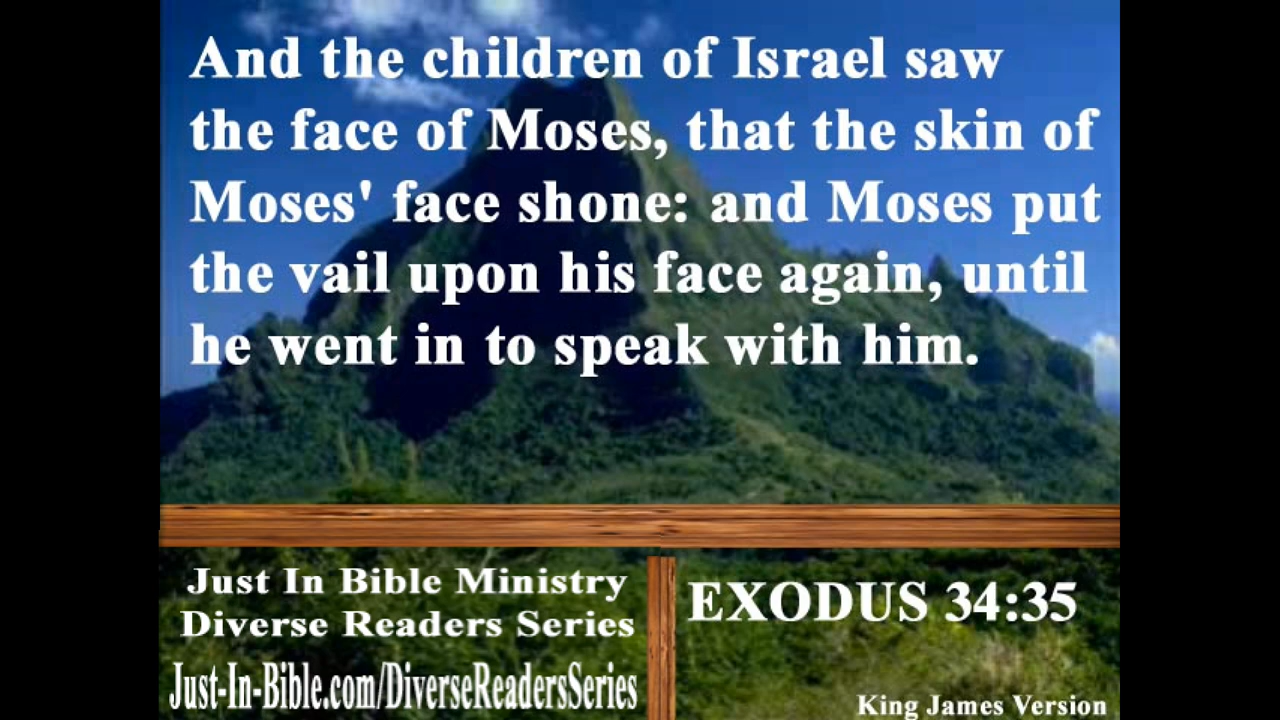 And the children of Israel saw
the face of Moses, that the skin of
Moses' face shone: and Moses put
the vail upon his face again, until
he went in to speak with him.
Just In Bible Ministry
Diverse Readers Series
Just-In-Bible.com/DiverseReadersSeries
EXODUS 34:35
King James Version